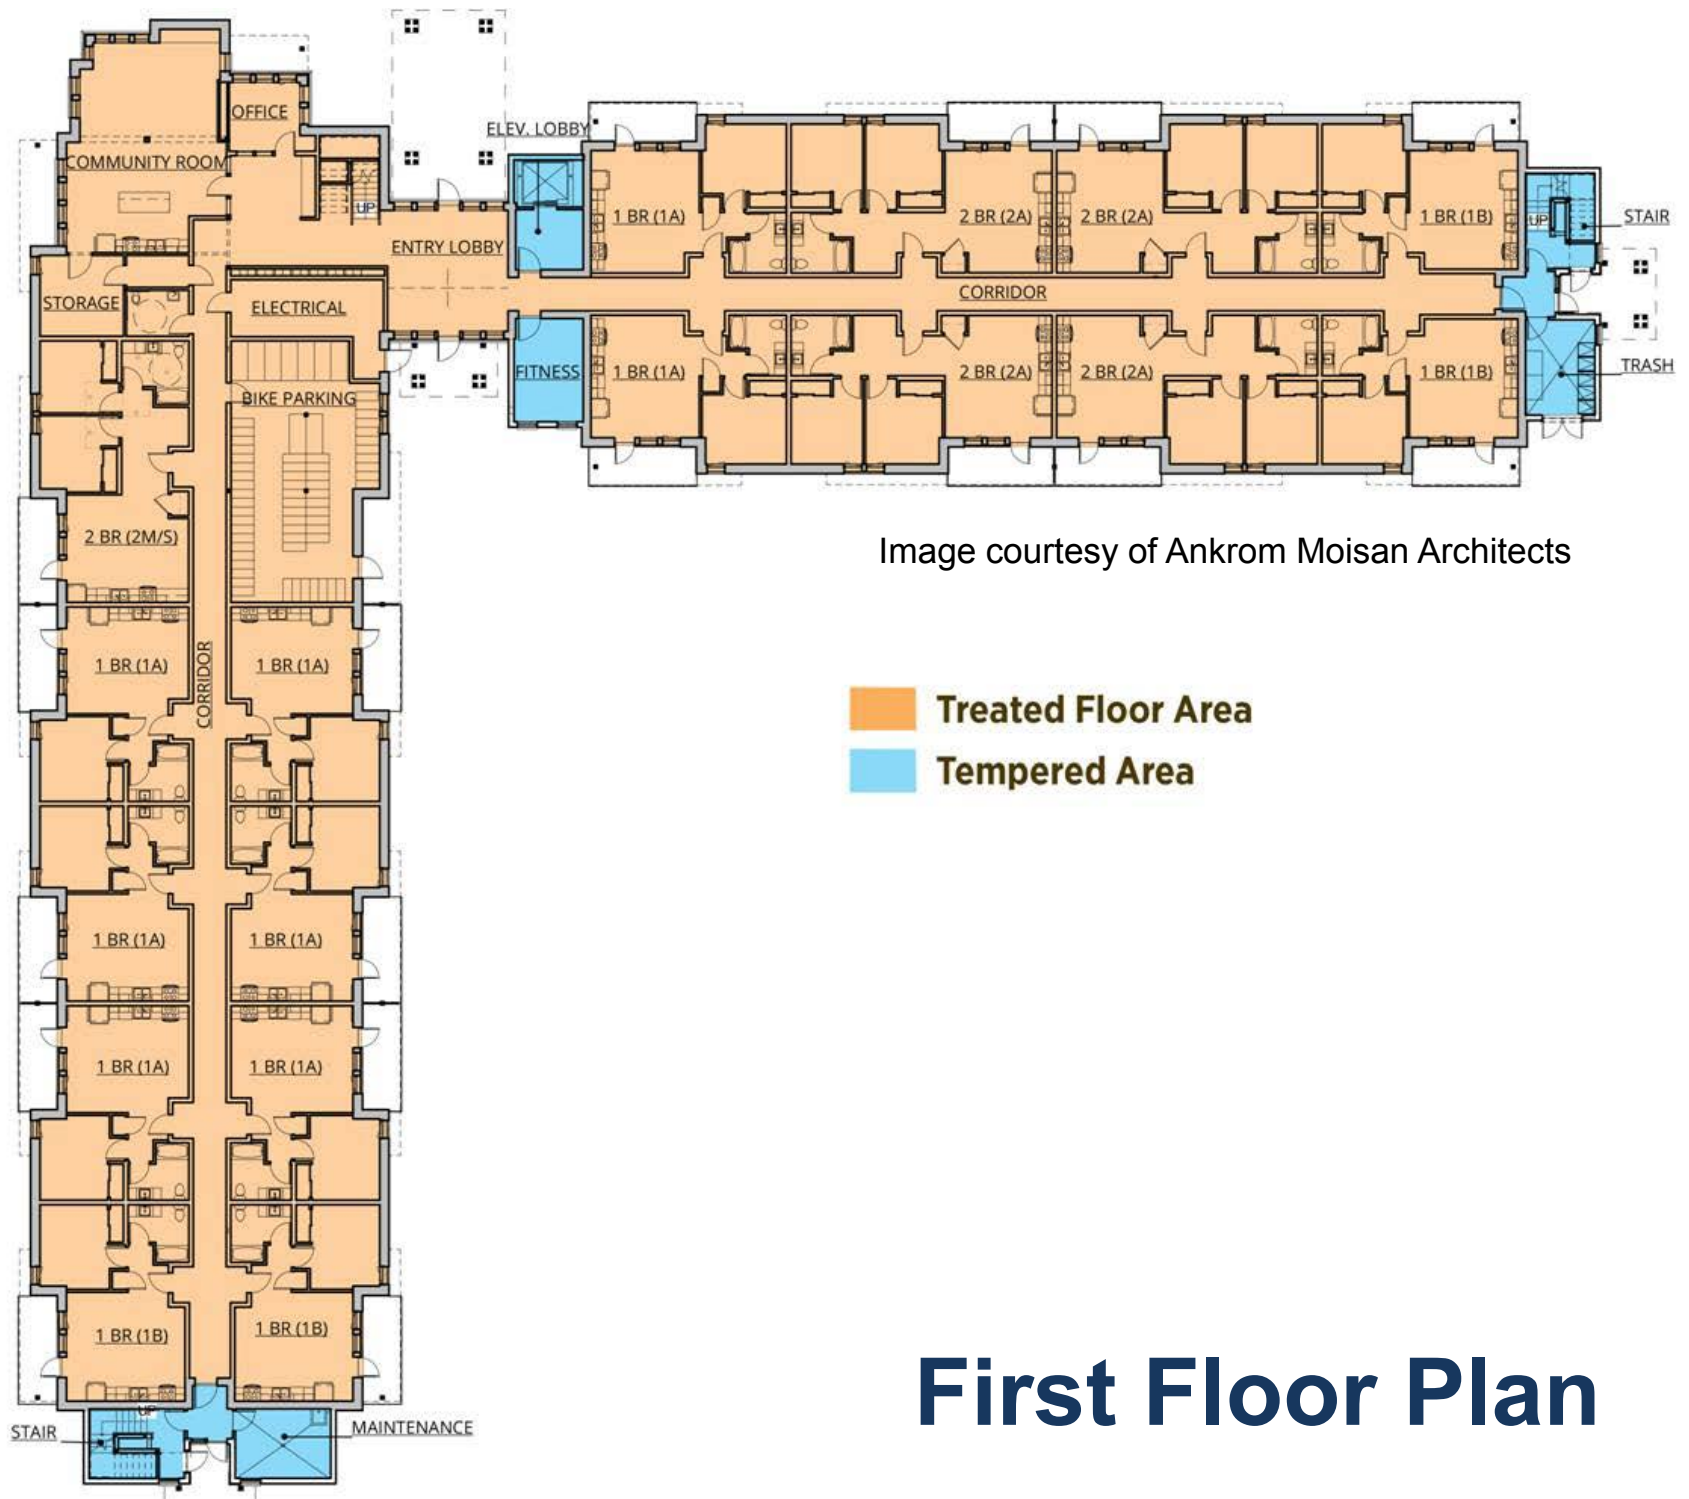 OFFICE
ELEV. LOBBY
COMMUNITY ROOM
UP
1 BR (1A)
2 BR (2A)
2 BR (2A)
1 BR (1B)
UP
STAIR
ENTRY LOBBY
STORAGE
ELECTRICAL
CORRIDOR
FITNESS
1 BR (1A)
2 BR (2A)
2 BR (2A)
1 BR (1B)
TRASH
BIKE PARKING
2 BR (2M/S)
Image courtesy of Ankrom Moisan Architects
1 BR (1A)
CORRIDOR
1 BR (1A)
Treated Floor Area
Tempered Area
1 BR (1A)
1 BR (1A)
1 BR (1A)
1 BR (1A)
1 BR (1B)
1 BR (1B)
First Floor Plan
UP
STAIR
MAINTENANCE